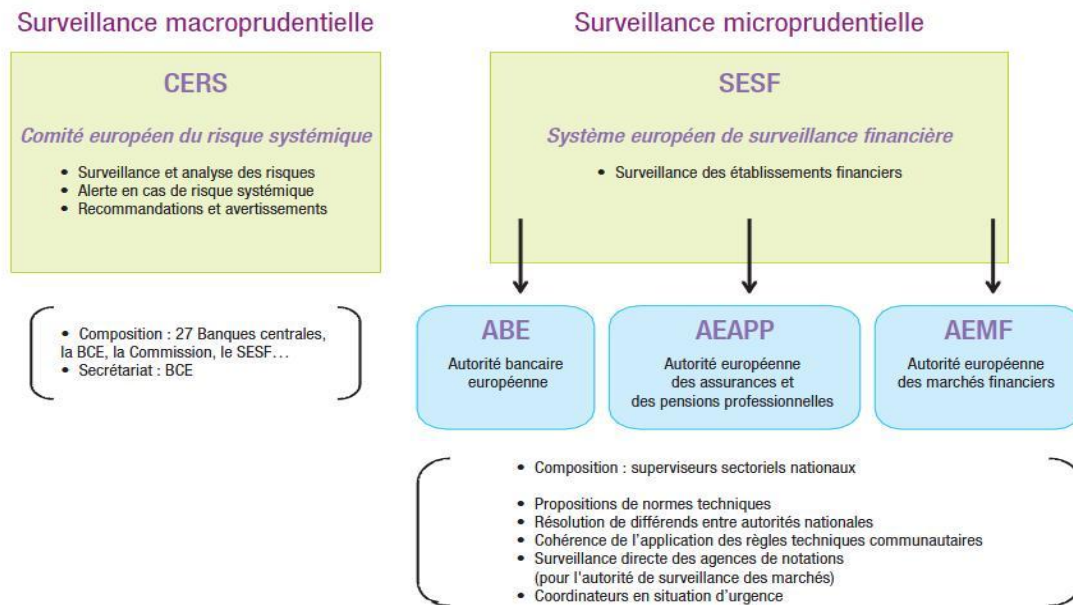 Surveillance macroprudentielle
CERS
Comité européen du risque systémique
• Surveillance et analyse des risques
• Alerte en cas de risque systémique
• Recommandations et avertissements
• Composition : 27 Banques centrales,
la BCE, la Commission, le SESF…
• Secrétariat : BCE
Surveillance microprudentielle
SESF
Système européen de surveillance financière
• Surveillance des établissements financiers
ABE
Autorité bancaire
européenne
AEAPP
Autorité européenne
des assurances et
des pensions professionnelles
AEMF
Autorité européenne
des marchés financiers
• Composition : superviseurs sectoriels nationaux
• Propositions de normes techniques
• Résolution de différends entre autorités nationales
• Cohérence de l'application des règles techniques communautaires
• Surveillance directe des agences de notations
(pour l'autorité de surveillance des marchés)
• Coordinateurs en situation d'urgence